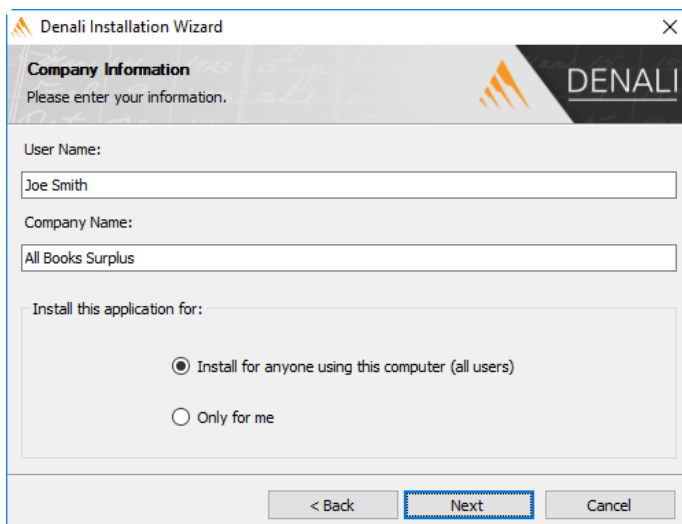 Denali Installation Wizard
Company Information
Please enter your information.
DENALI
User Name:
Joe Smith
Company Name:
All Books Surplus
Install this application for:
Install for anyone using this computer (all users)
Only for me
< Back
Next
Cancel